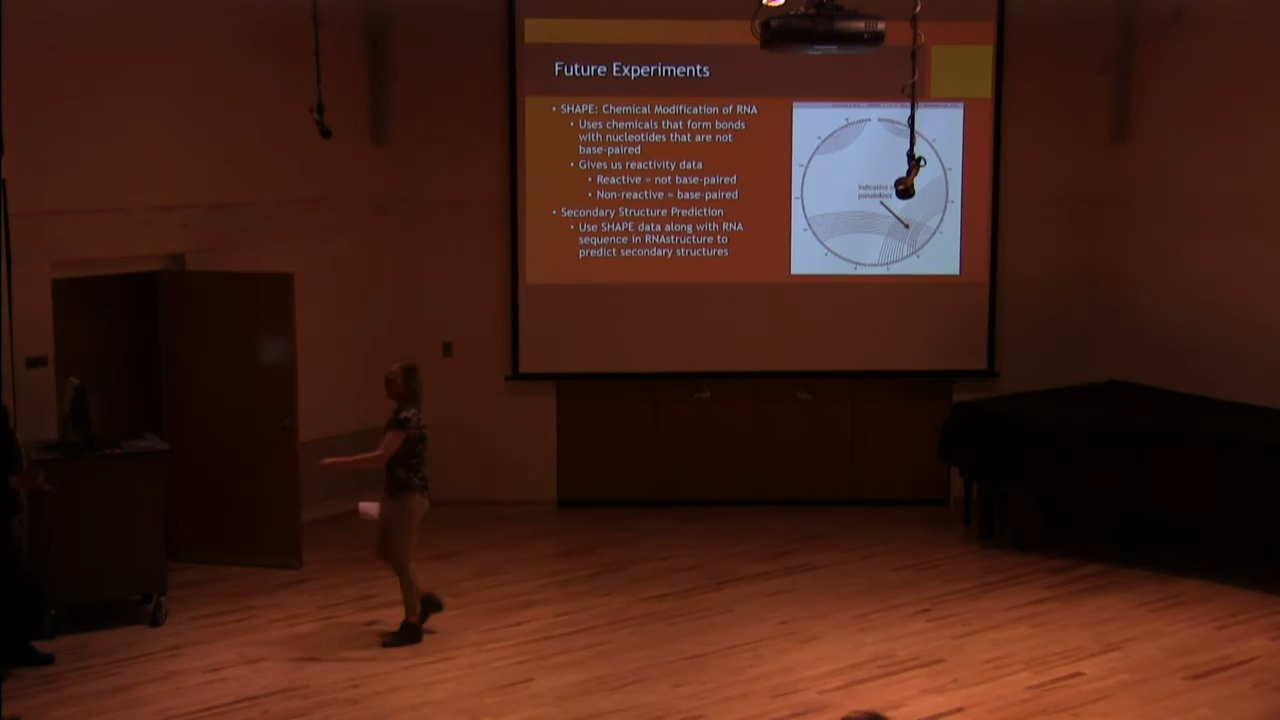 Future Experiments
• SHAPE: Chemical Modification of RNA
• Uses chemicals that form bonds
with nucleotides that are not
base-paired
• Gives us reactivity data
• Reactive = not base-paired
• Non-reactive = base-paired
• Secondary Structure Prediction
• Use SHAPE data along with RNA
sequence in RNAstructure to
predict secondary structures
Indicative
pseudoknot